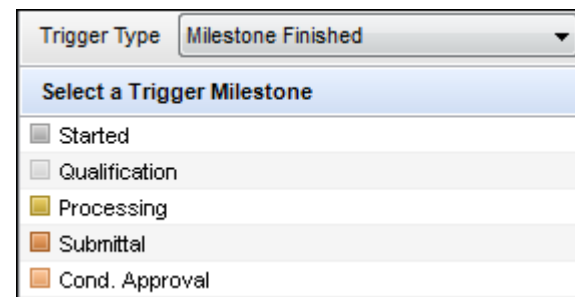 Trigger Type Milestone Finished
Select a Trigger Milestone
Started
Qualification
Processing
Submittal
Cond. Approval